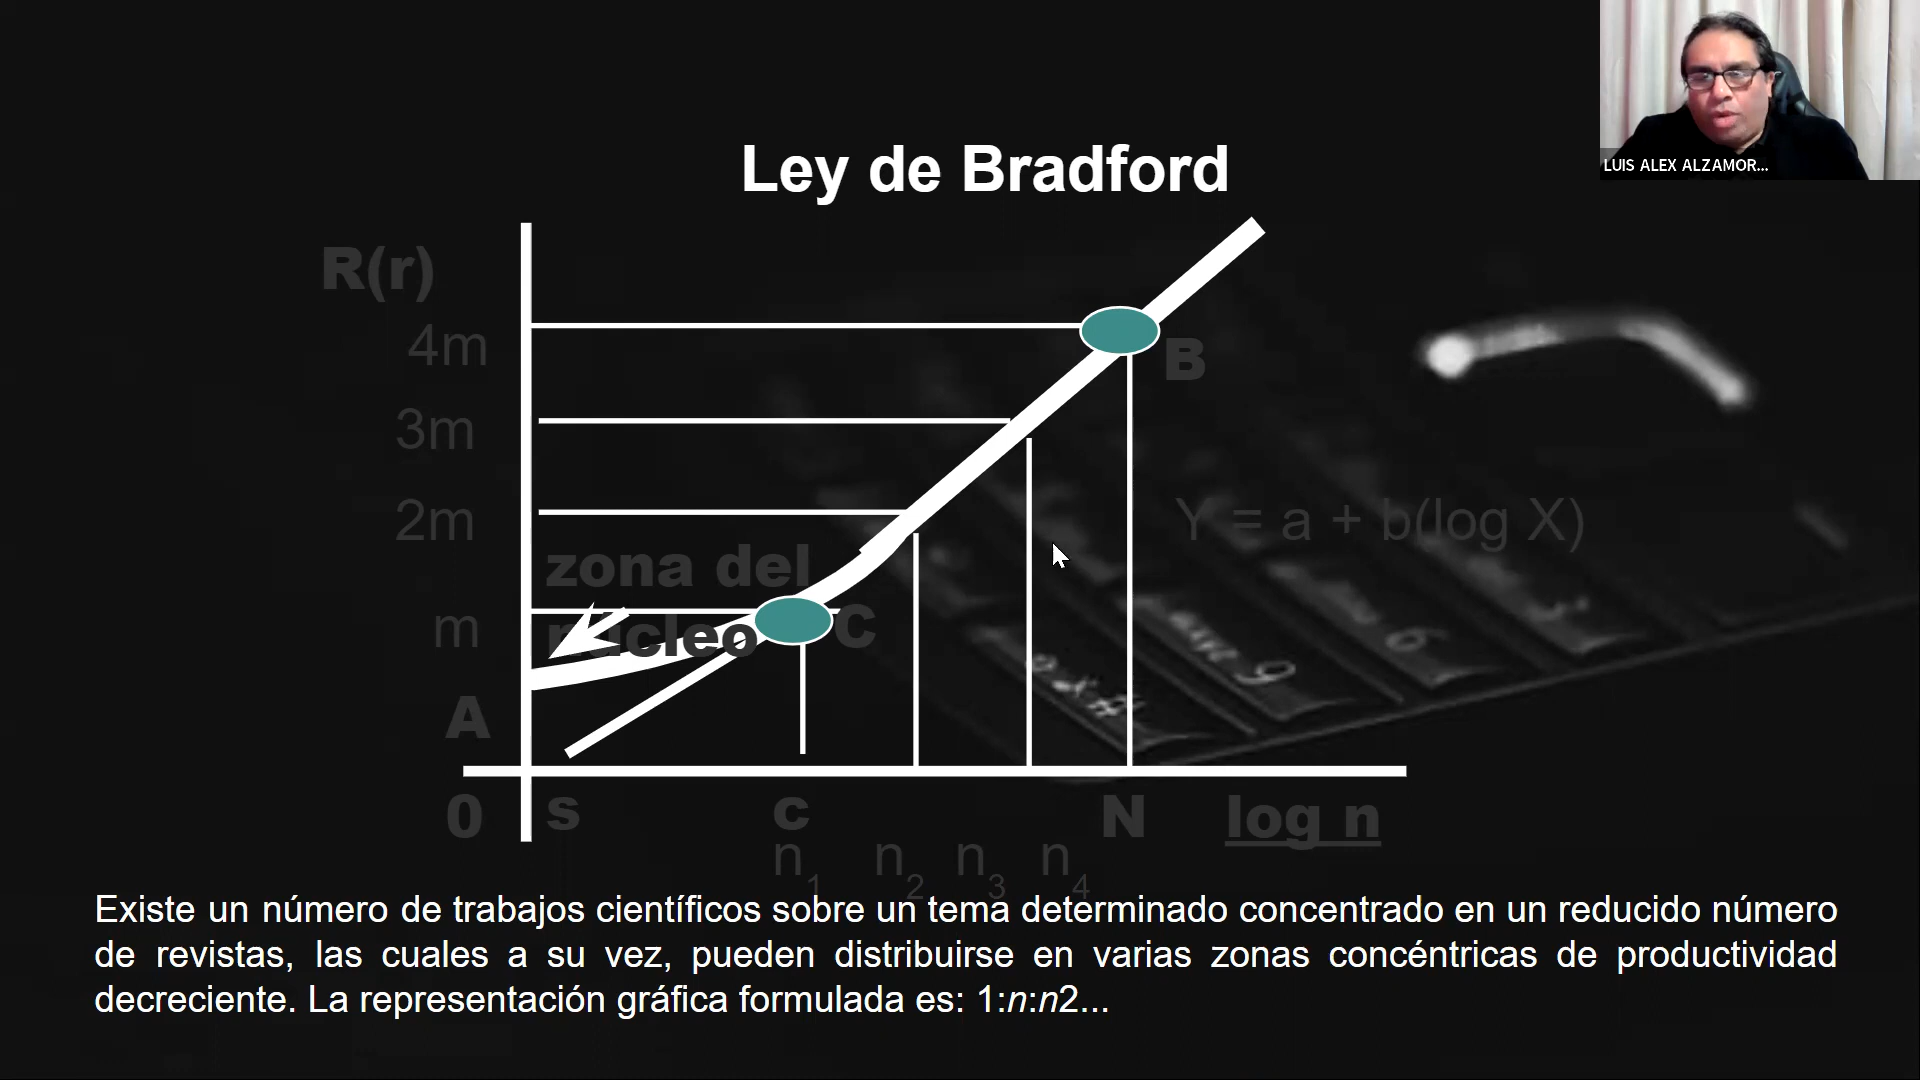 LUIS ALEX ALZAMOR...
Ley de Bradford
R(r)
4m
B
3m
2m
Y = a + b(log X)
zona del
núcleo
C
m
A
0 s c N log n
n1 n2 n3 n4
Existe un número de trabajos científicos sobre un tema determinado concentrado en un reducido número
de revistas, las cuales a su vez, pueden distribuirse en varias zonas concéntricas de productividad
decreciente. La representación gráfica formulada es: 1:n:n2...